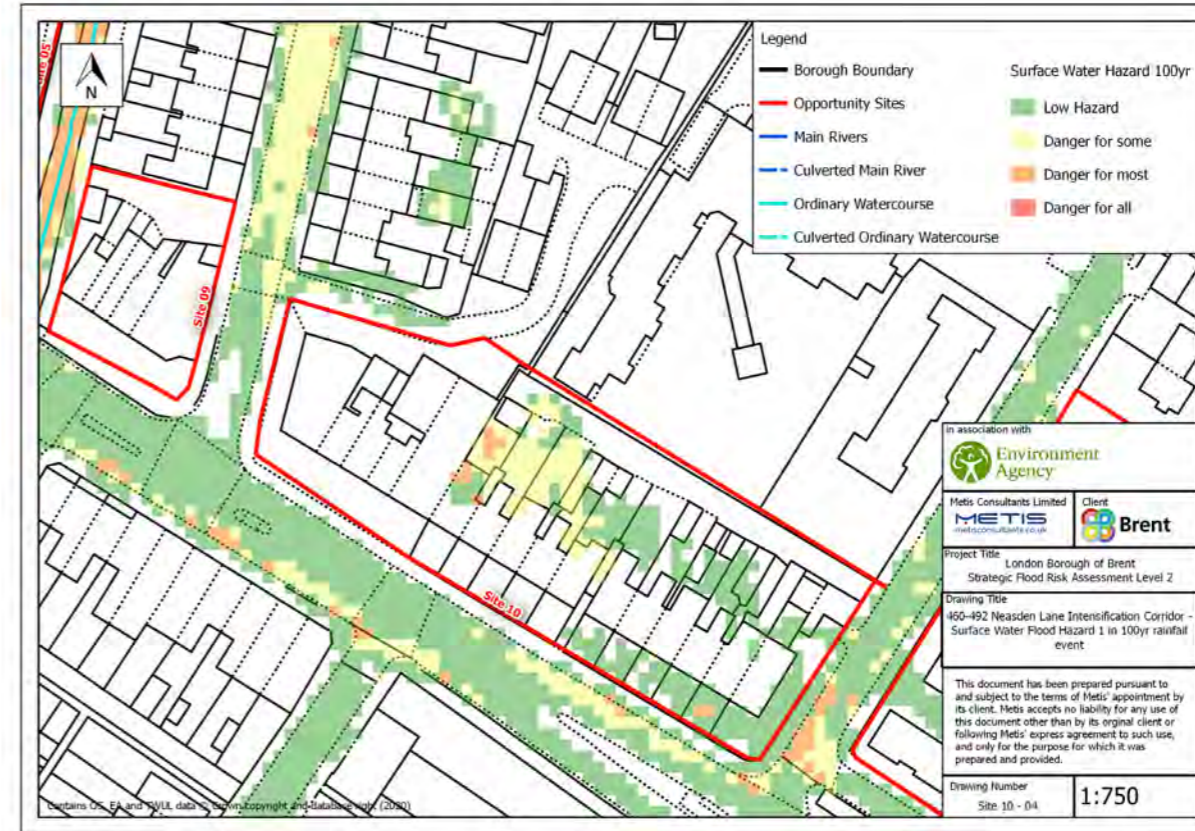 Site 05
N
Site 09
Site 10
Legend
Borough Boundary
Opportunity Sites
Main Rivers
Culverted Main River
Ordinary Watercourse
Culverted Ordinary Watercourse
Surface Water Hazard 100yr
Low Hazard
Danger for some
Danger for most
Danger for all
in association with
Environment
Agency
Metis Consultants Limited
METIS
metisconsultants.co.uk
Client
Brent
Project Title
London Borough of Brent
Strategic Flood Risk Assessment Level 2
Drawing Title
460-492 Neasden Lane Intensification Corridor -
Surface Water Flood Hazard 1 in 100yr rainfall
event
This document has been prepared pursuant to
and subject to the terms of Metis' appointment by
its client. Metis accepts no liability for any use of
this document other than by its orginal client or
following Metis' express agreement to such use,
and only for the purpose for which it was
prepared and provided.
Drawing Number
Site 10 - 04
1:750
Contains OS, EA and TWUL data © Crown copyright and database right (2020)